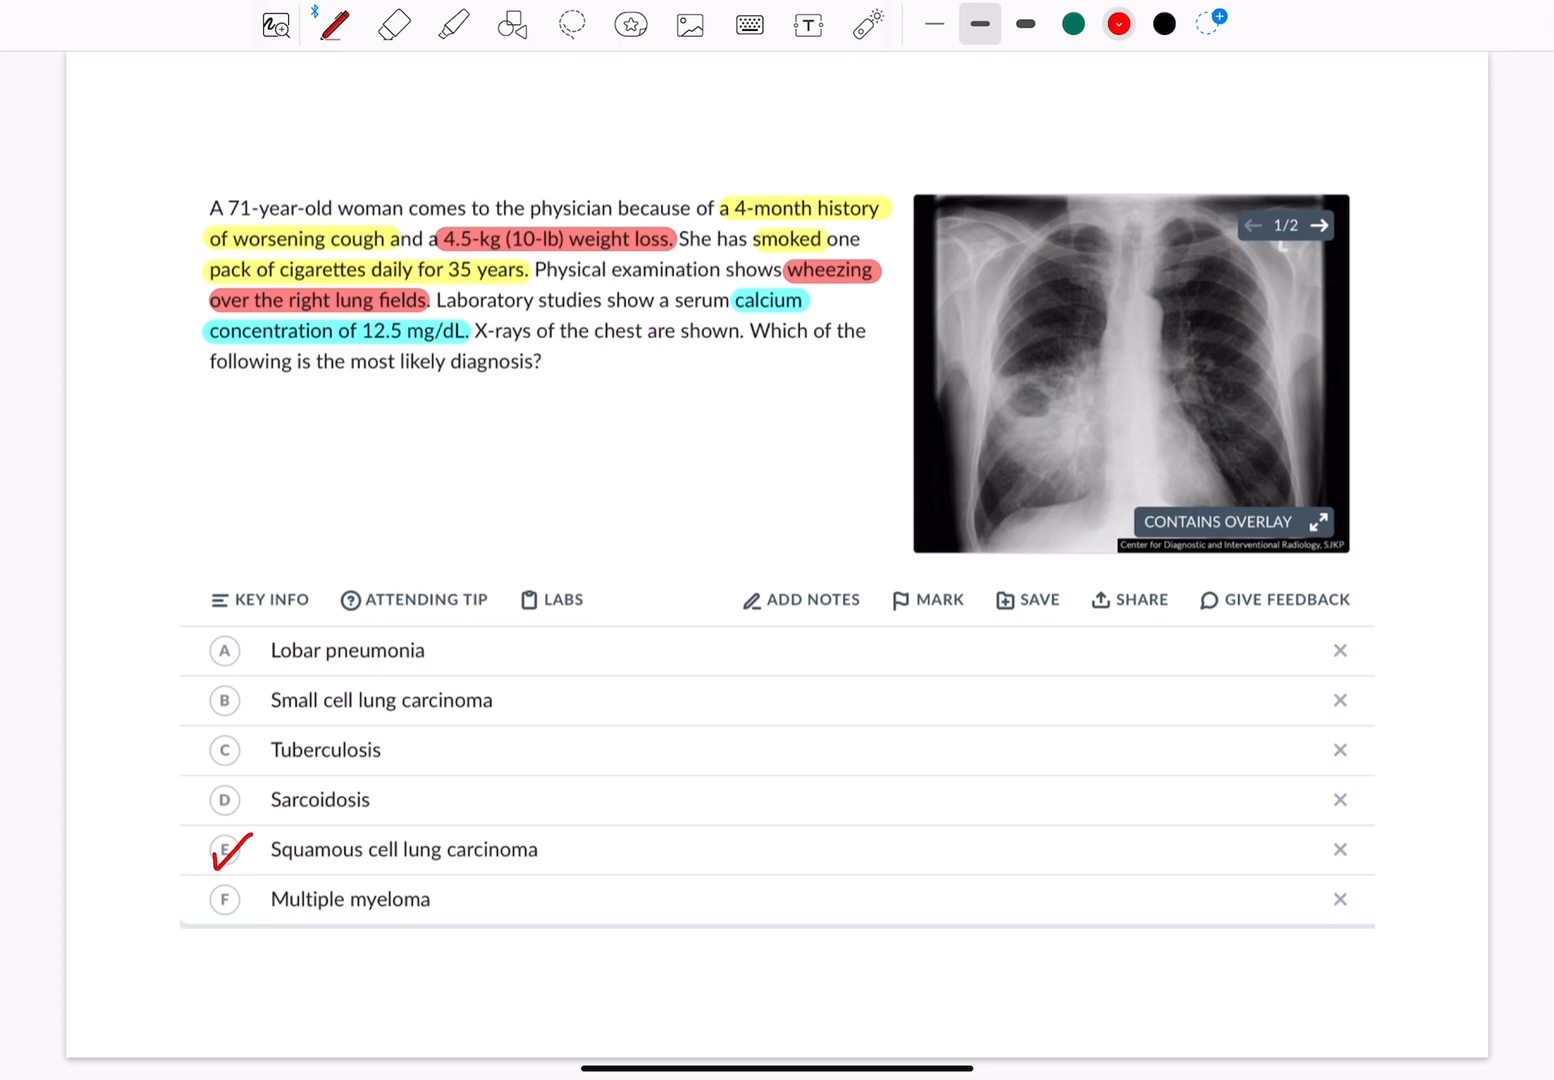 A 71-year-old woman comes to the physician because of a 4-month history
of worsening cough and a 4.5-kg (10-lb) weight loss. She has smoked one
pack of cigarettes daily for 35 years. Physical examination shows wheezing
over the right lung fields. Laboratory studies show a serum calcium
concentration of 12.5 mg/dL. X-rays of the chest are shown. Which of the
following is the most likely diagnosis?
1/2
L
CONTAINS OVERLAY
Center for Diagnostic and Interventional Radiology, SJKP
KEY INFO ATTENDING TIP LABS ADD NOTES MARK SAVE SHARE GIVE FEEDBACK
A Lobar pneumonia
B Small cell lung carcinoma
C Tuberculosis
D Sarcoidosis
E Squamous cell lung carcinoma
F Multiple myeloma